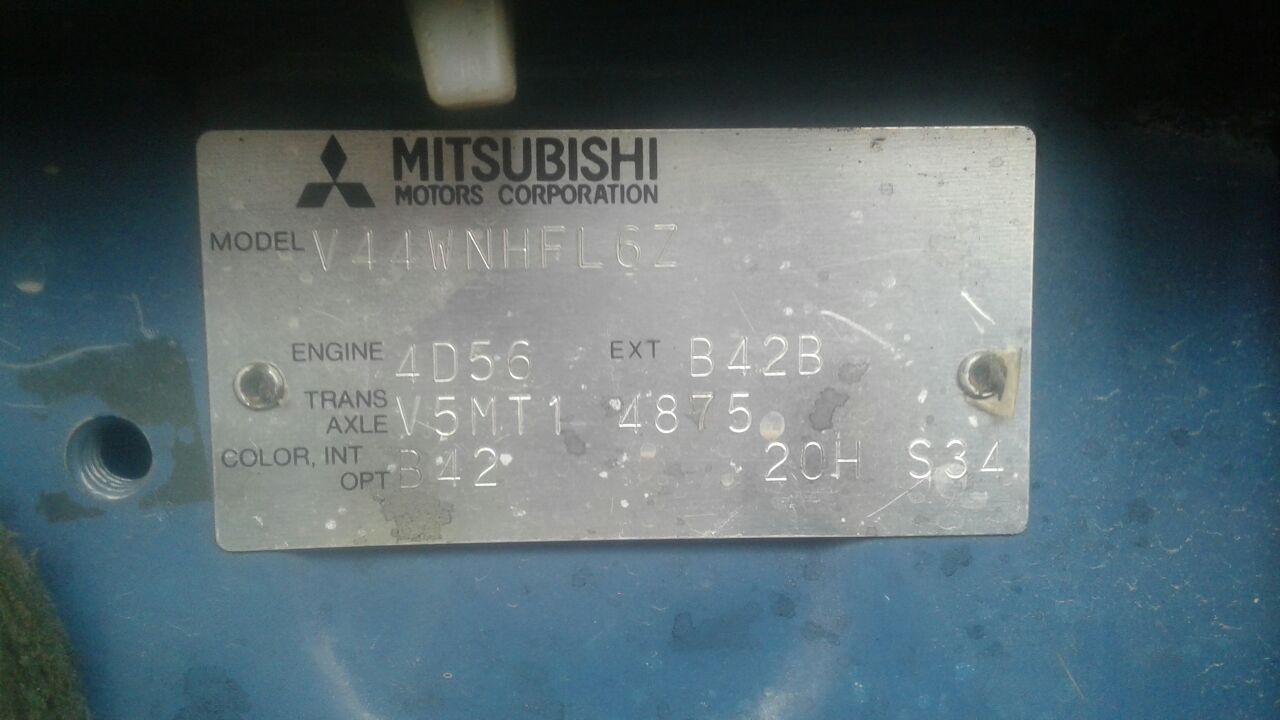 MITSUBISHI
MOTORS CORPORATION
MODEL V44WNHFL6Z
ENGINE 4D56 EXT B42B
TRANS AXLE V5MT1 4875
COLOR, INT OPT B42 20H S34